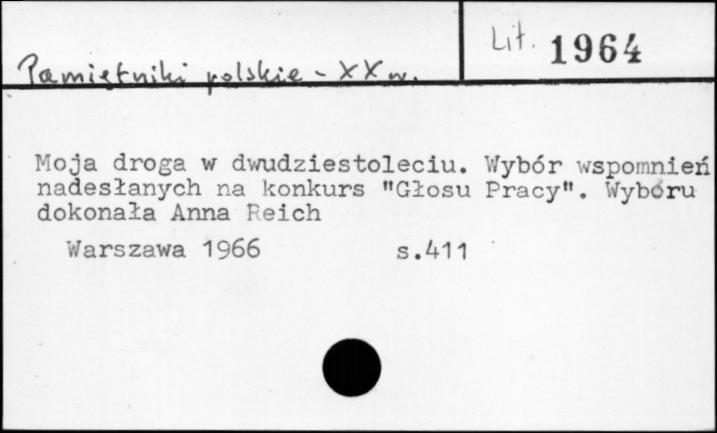 Pamiętniki polskie - XX w.
Lit. 1964
Moja droga w dwudziestoleciu. Wybór wspomnień
nadesłanych na konkurs "Głosu Pracy". Wyboru
dokonała Anna Reich
Warszawa 1966 s.411